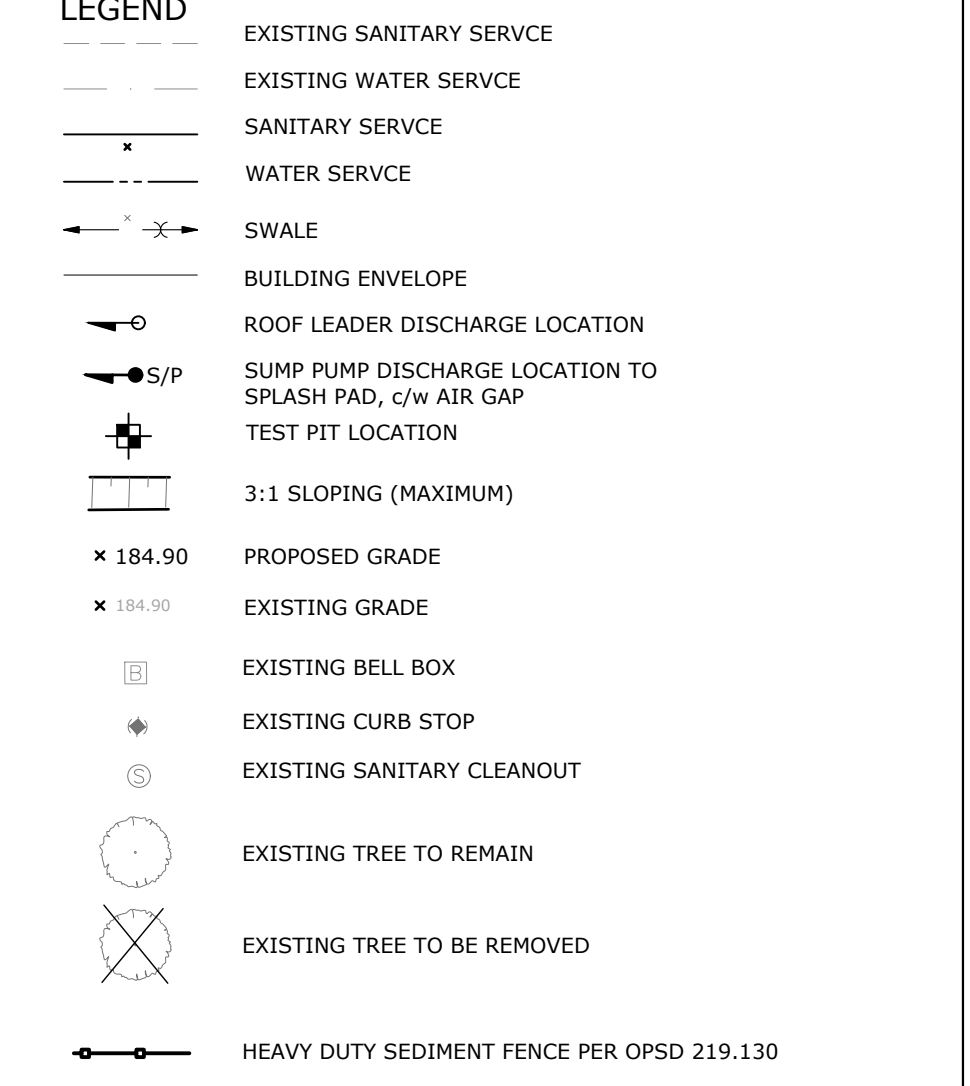 LEGEND
EXISTING SANITARY SERVCE
EXISTING WATER SERVCE
SANITARY SERVCE
WATER SERVCE
SWALE
BUILDING ENVELOPE
ROOF LEADER DISCHARGE LOCATION
S/P SUMP PUMP DISCHARGE LOCATION TO
SPLASH PAD, c/w AIR GAP
TEST PIT LOCATION
3:1 SLOPING (MAXIMUM)
× 184.90 PROPOSED GRADE
× 184.90 EXISTING GRADE
B EXISTING BELL BOX
EXISTING CURB STOP
S EXISTING SANITARY CLEANOUT
EXISTING TREE TO REMAIN
EXISTING TREE TO BE REMOVED
HEAVY DUTY SEDIMENT FENCE PER OPSD 219.130